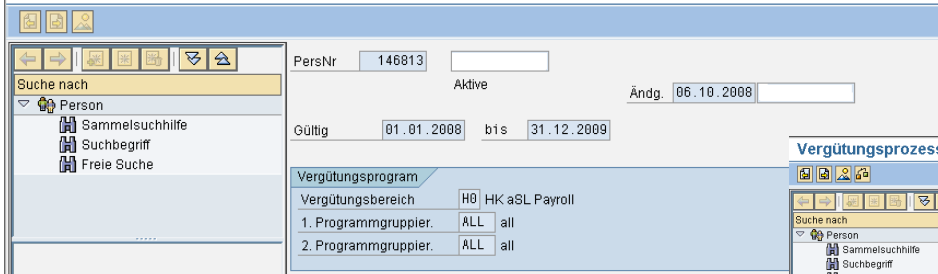 PersNr 146813
Aktive
Ändg. 06.10.2008
Gültig 01.01.2008 bis 31.12.2009
Suche nach
Person
Sammelsuchhilfe
Suchbegriff
Freie Suche
Vergütungsprogram
Vergütungsbereich H0 HK aSL Payroll
1. Programmgruppier. ALL all
2. Programmgruppier. ALL all
Vergütungsprozess
Suche nach
Person
Sammelsuchhilfe
Suchbegriff